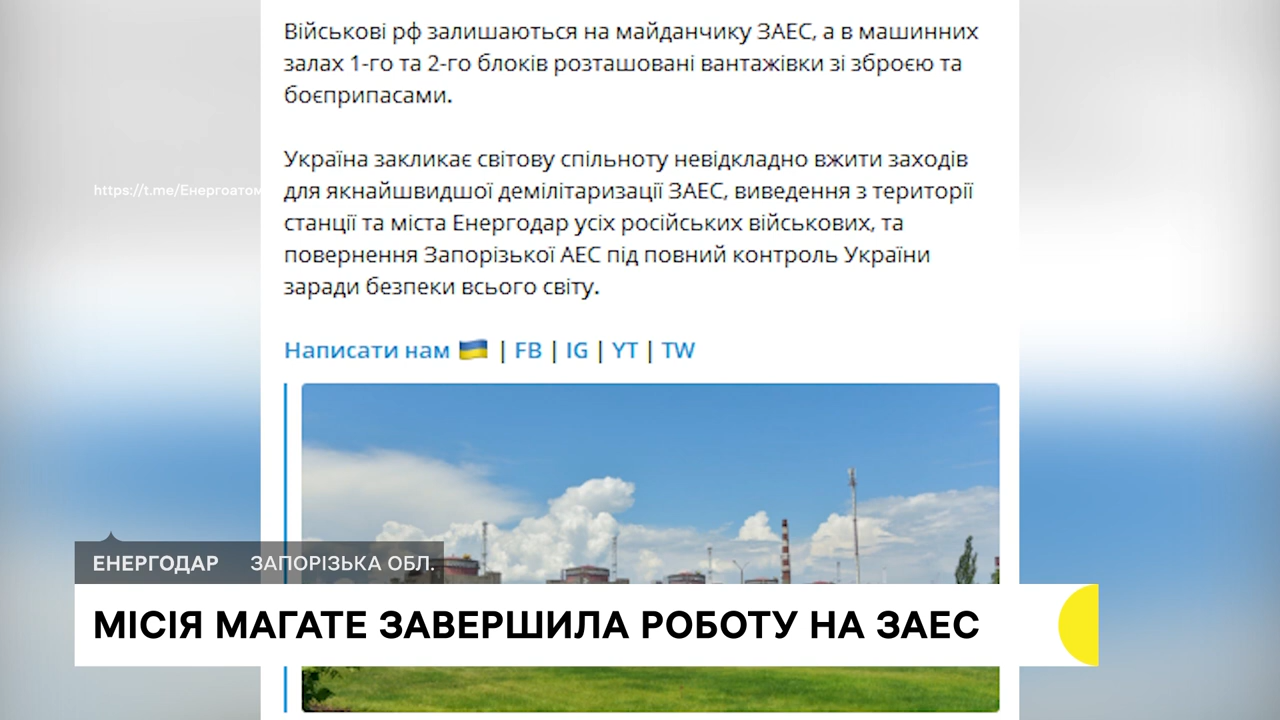 Військові рф залишаються на майданчику ЗАЕС, а в машинних
залах 1-го та 2-го блоків розташовані вантажівки зі зброєю та
боєприпасами.
Україна закликає світову спільноту невідкладно вжити заходів
для якнайшвидшої демілітаризації ЗАЕС, виведення з території
станції та міста Енергодар усіх російських військових, та
повернення Запорізької АЕС під повний контроль України
заради безпеки всього світу.
https://t.me/Енергоатом
Написати нам 🇺🇦 | FB | IG | YT | TW
ЕНЕРГОДАР ЗАПОРІЗЬКА ОБЛ.
МІСІЯ МАГАТЕ ЗАВЕРШИЛА РОБОТУ НА ЗАЕС